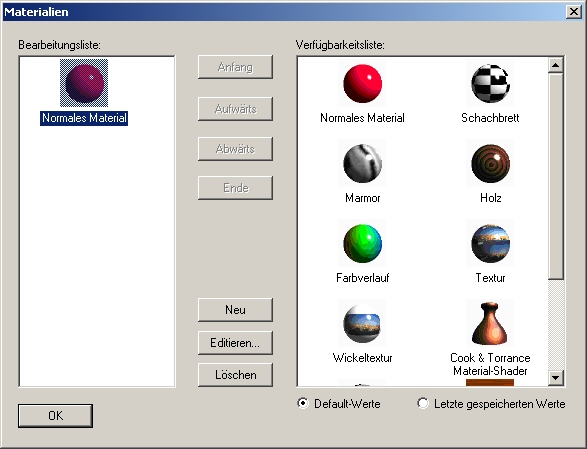 Materialien
Bearbeitungsliste:
Normales Material
Anfang
Aufwärts
Abwärts
Ende
Neu
Editieren...
Löschen
OK
Verfügbarkeitsliste:
Normales Material
Schachbrett
Marmor
Holz
Farbverlauf
Textur
Wickeltextur
Cook & Torrance
Material-Shader
Default-Werte
Letzte gespeicherten Werte